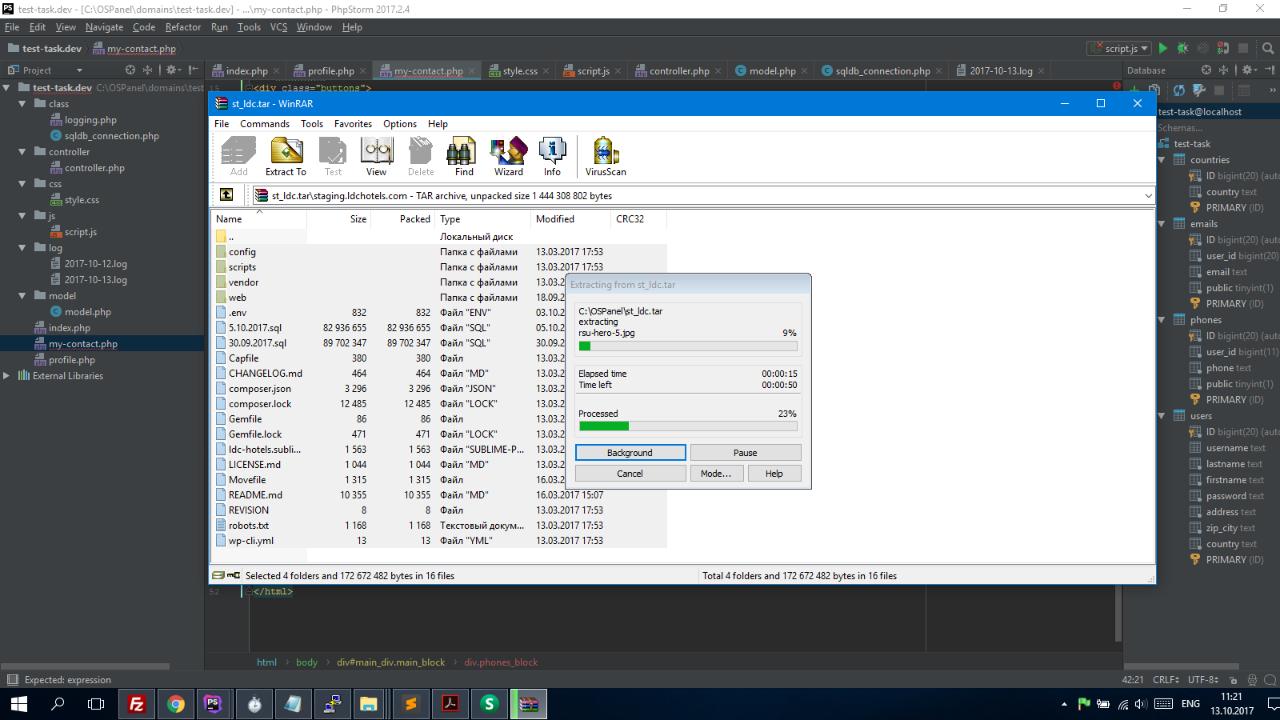 test-task.dev - [C:\OSPanel\domains\test-task.dev] - ...\my-contact.php - PhpStorm 2017.2.4
File Edit View Navigate Code Refactor Run Tools VCS Window Help
test-task.dev my-contact.php script.js
Project index.php profile.php my-contact.php style.css script.js controller.php model.php sqldb_connection.php 2017-10-13.log Database
test-task.dev C:\OSPanel\domains\test
class
logging.php
sqldb_connection.php
controller
controller.php
css
style.css
js
script.js
log
2017-10-12.log
2017-10-13.log
model
model.php
index.php
my-contact.php
profile.php
External Libraries
15 <div class="buttons">
st_ldc.tar - WinRAR
File Commands Tools Favorites Options Help
Add Extract To Test View Delete Find Wizard Info VirusScan
st_ldc.tar\staging.ldchotels.com - TAR archive, unpacked size 1 444 308 802 bytes
Name Size Packed Type Modified CRC32
.. Локальный диск
config Папка с файлами 13.03.2017 17:53
scripts Папка с файлами 13.03.2017 17:53
vendor Папка с файлами 13.03.2
web Папка с файлами 18.09.2
.env 832 832 Файл "ENV" 03.10.2
5.10.2017.sql 82 936 655 82 936 655 Файл "SQL" 05.10.2
30.09.2017.sql 89 702 347 89 702 347 Файл "SQL" 30.09.2
Capfile 380 380 Файл 13.03.2
CHANGELOG.md 464 464 Файл "MD" 13.03.2
composer.json 3 296 3 296 Файл "JSON" 13.03.2
composer.lock 12 485 12 485 Файл "LOCK" 13.03.2
Gemfile 86 86 Файл 13.03.2
Gemfile.lock 471 471 Файл "LOCK" 13.03.2
ldc-hotels.subli... 1 563 1 563 Файл "SUBLIME-P... 13.03.2
LICENSE.md 1 044 1 044 Файл "MD" 13.03.2
Movefile 1 315 1 315 Файл 16.03.2
README.md 10 355 10 355 Файл "MD" 16.03.2017 15:07
REVISION 8 8 Файл 13.03.2017 17:53
robots.txt 1 168 1 168 Текстовый докум... 13.03.2017 17:53
wp-cli.yml 13 13 Файл "YML" 13.03.2017 17:53
Selected 4 folders and 172 672 482 bytes in 16 files Total 4 folders and 172 672 482 bytes in 16 files
Extracting from st_ldc.tar
C:\OSPanel\st_ldc.tar
extracting
rsu-hero-5.jpg 9%
Elapsed time 00:00:15
Time left 00:00:50
Processed 23%
Background Pause
Cancel Mode... Help
test-task@localhost
Schemas...
test-task
countries
ID bigint(20) (auto
country text
PRIMARY (ID)
emails
ID bigint(20) (auto
user_id bigint(20)
email text
public tinyint(1)
PRIMARY (ID)
phones
ID bigint(20) (auto
user_id bigint(11)
phone text
public tinyint(1)
PRIMARY (ID)
users
ID bigint(20) (auto
username text
lastname text
firstname text
password text
address text
zip_city text
country text
PRIMARY (ID)
52 </html>
html body div#main_div.main_block div.phones_block
Expected: expression 42:21 CRLF UTF-8
ENG 11:21
13.10.2017